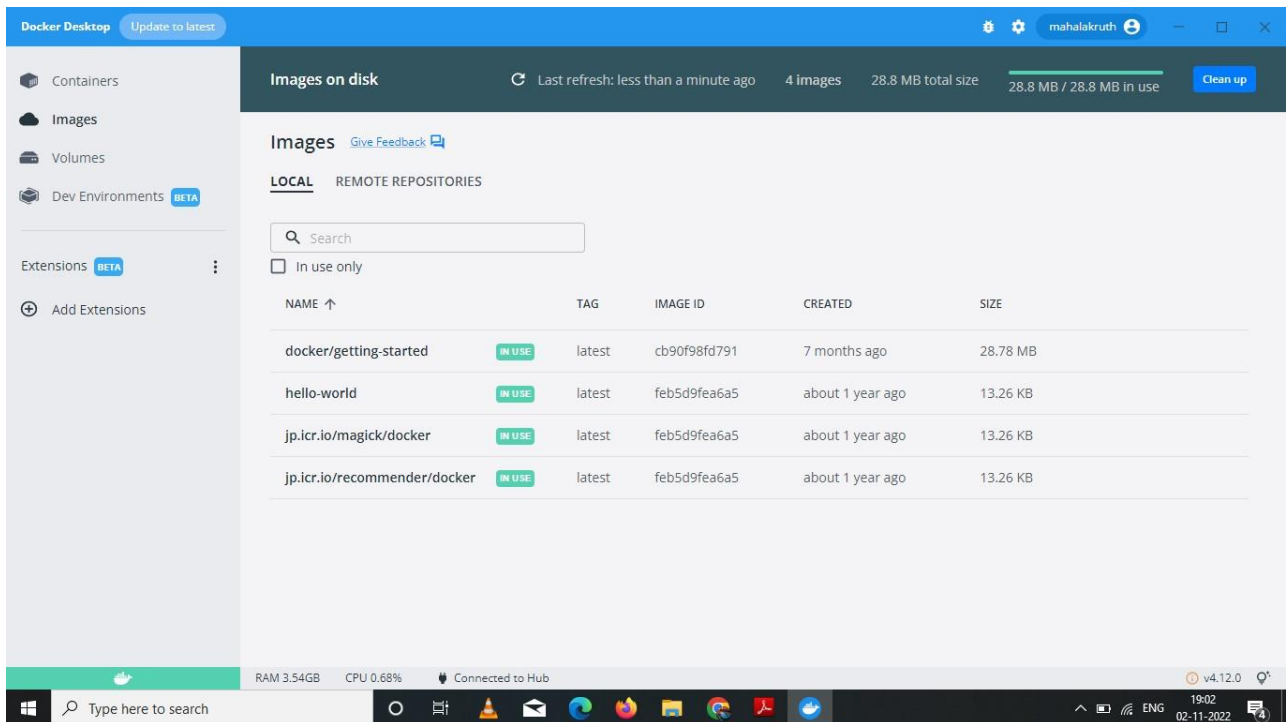 Docker Desktop Update to latest mahalakruth
Containers
Images
Volumes
Dev Environments BETA
Extensions BETA
Add Extensions
Images on disk Last refresh: less than a minute ago 4 images 28.8 MB total size 28.8 MB / 28.8 MB in use Clean up
Images Give Feedback
LOCAL REMOTE REPOSITORIES
Search
In use only
NAME TAG IMAGE ID CREATED SIZE
docker/getting-started IN USE latest cb90f98fd791 7 months ago 28.78 MB
hello-world IN USE latest feb5d9fea6a5 about 1 year ago 13.26 KB
jp.icr.io/magick/docker IN USE latest feb5d9fea6a5 about 1 year ago 13.26 KB
jp.icr.io/recommender/docker IN USE latest feb5d9fea6a5 about 1 year ago 13.26 KB
RAM 3.54GB CPU 0.68% Connected to Hub v4.12.0
Type here to search ENG 19:02
02-11-2022 4